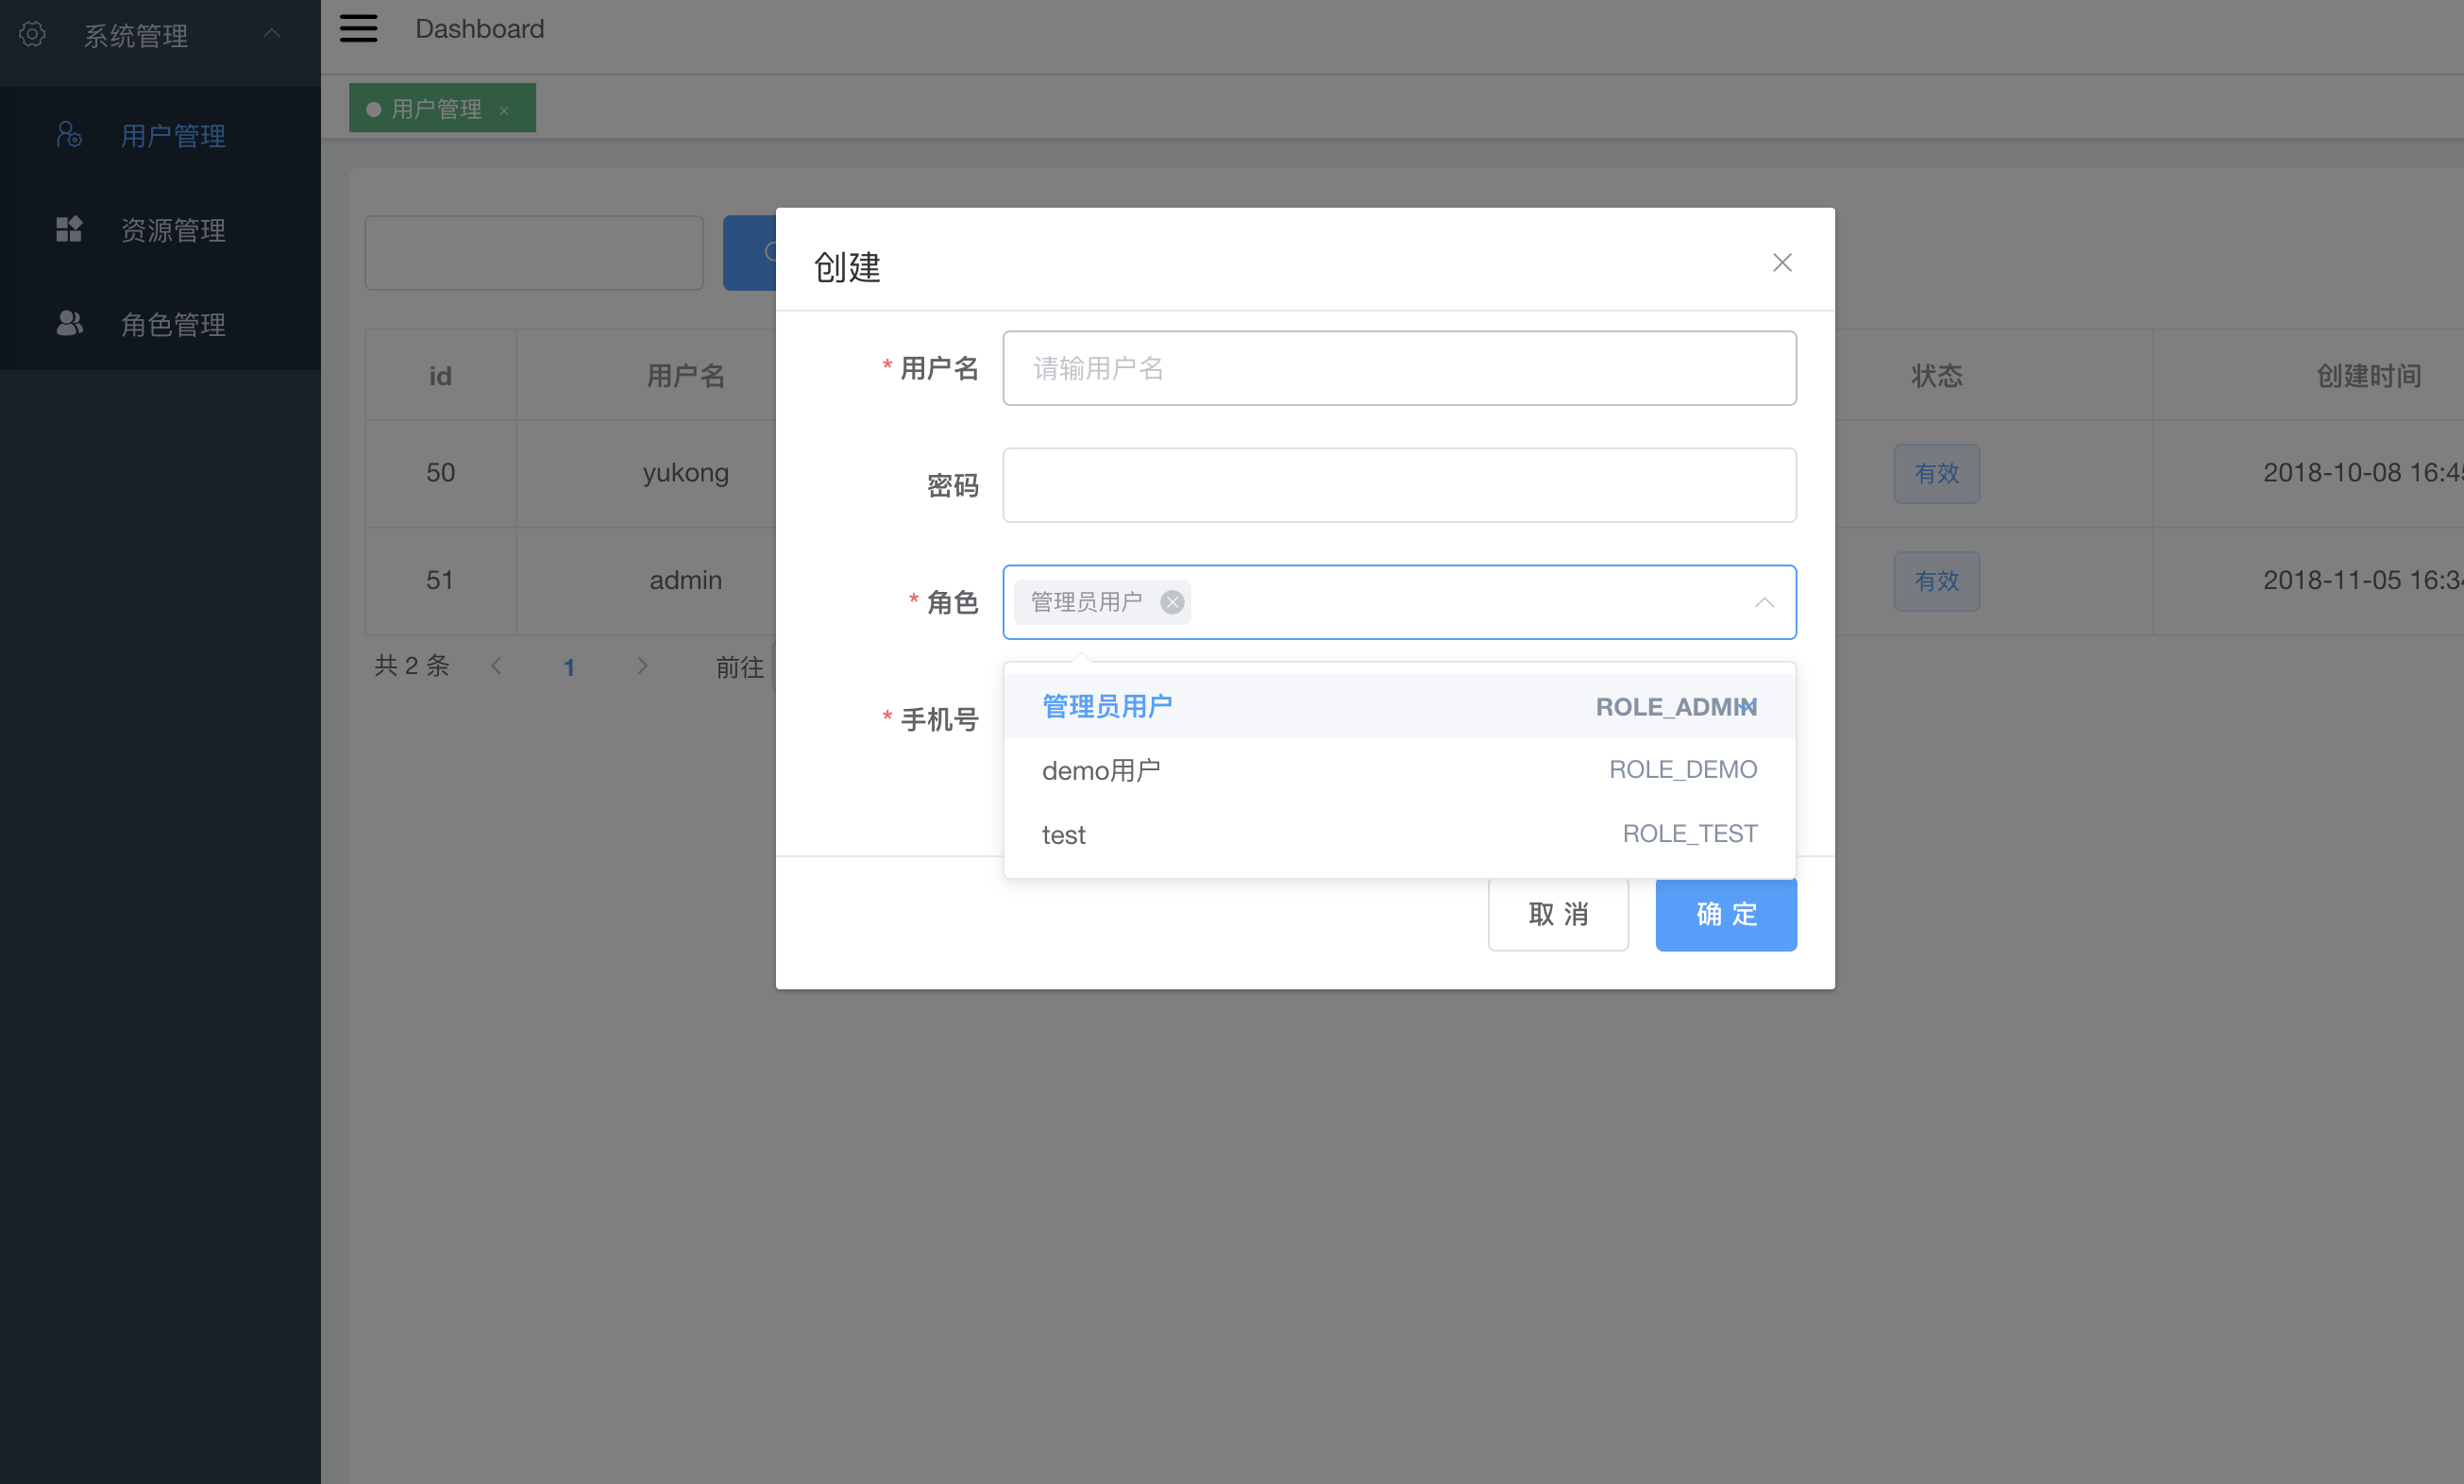 系统管理
Dashboard
用户管理
用户管理
资源管理
角色管理
id 用户名 状态 创建时间
50 yukong 有效 2018-10-08 16:45
51 admin 有效 2018-11-05 16:34
共 2 条 1 前往
创建
* 用户名 请输用户名
密码
* 角色 管理员用户
* 手机号
管理员用户 ROLE_ADMIN
demo用户 ROLE_DEMO
test ROLE_TEST
取 消 确 定